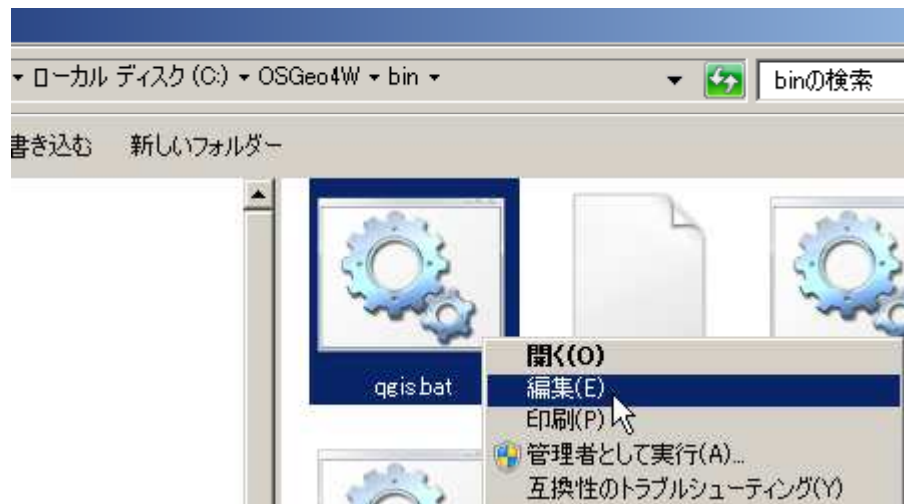 ローカル ディスク (C:) ▾ OSGeo4W ▾ bin ▾
binの検索
書き込む 新しいフォルダー
qgis.bat
開く(O)
編集(E)
印刷(P)
管理者として実行(A)...
互換性のトラブルシューティング(Y)